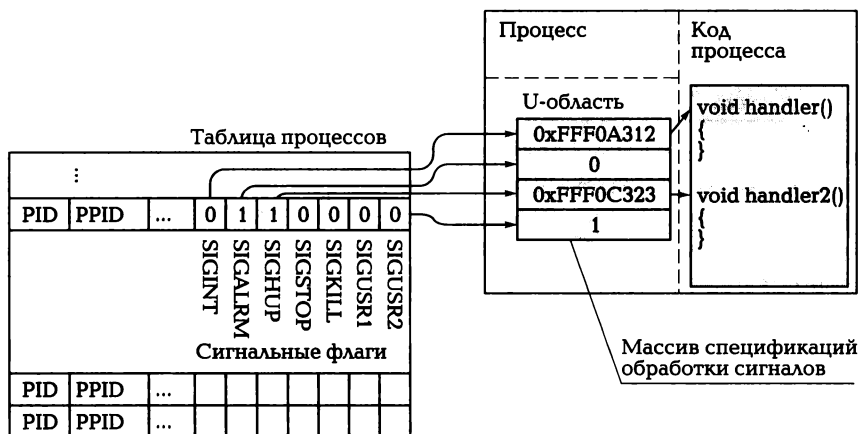 Процесс
Код
процесса
U-область
void handler()
{
}
0xFFF0A312
0
0xFFF0C323
1
void handler2()
{
}
Таблица процессов
⋮
PID PPID ... 0 1 1 0 0 0 0
SIGINT
SIGALRM
SIGHUP
SIGSTOP
SIGKILL
SIGUSR1
SIGUSR2
Сигнальные флаги
PID PPID ...
PID PPID ...
Массив спецификаций
обработки сигналов